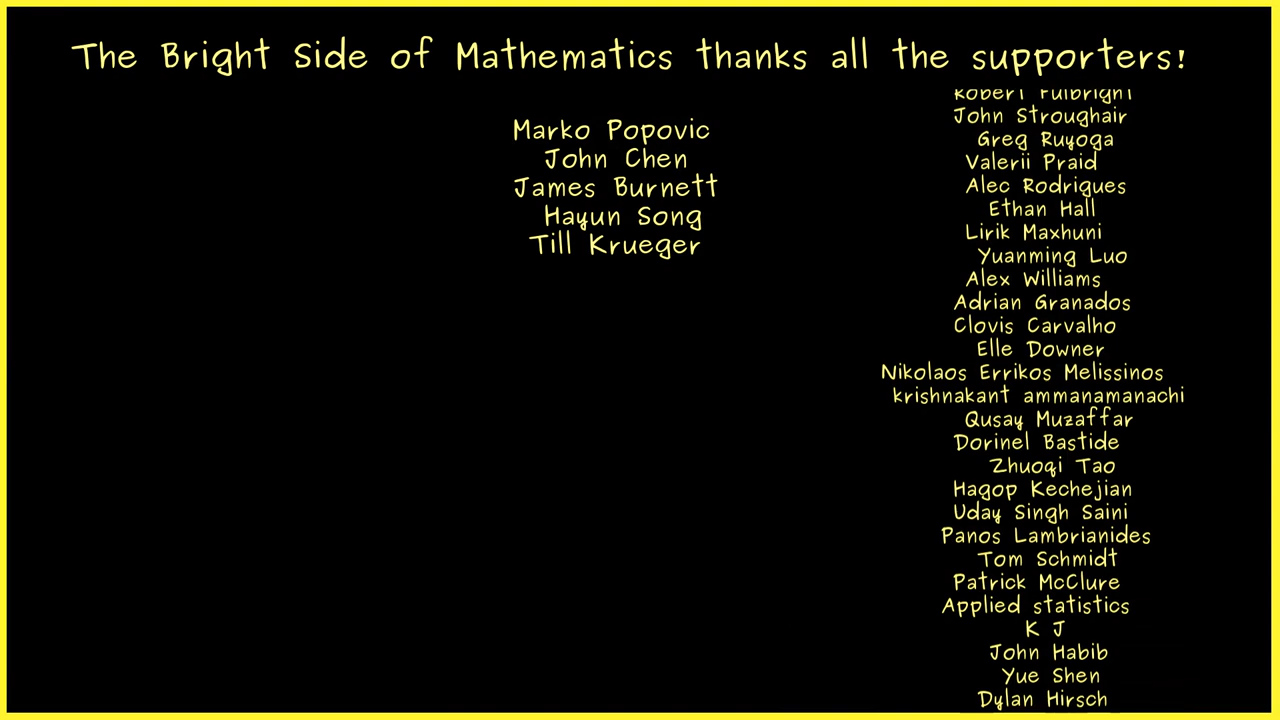 The Bright Side of Mathematics thanks all the supporters!
Marko Popovic
John Chen
James Burnett
Hayun Song
Till Krueger
Robert Fulbright
John Stroughair
Greg Ruyoga
Valerii Praid
Alec Rodrigues
Ethan Hall
Lirik Maxhuni
Yuanming Luo
Alex Williams
Adrian Granados
Clovis Carvalho
Elle Downer
Nikolaos Errikos Melissinos
krishnakant ammanamanachi
Qusay Muzaffar
Dorinel Bastide
Zhuoqi Tao
Hagop Kechejian
Uday Singh Saini
Panos Lambrianides
Tom Schmidt
Patrick McClure
Applied statistics
K J
John Habib
Yue Shen
Dylan Hirsch